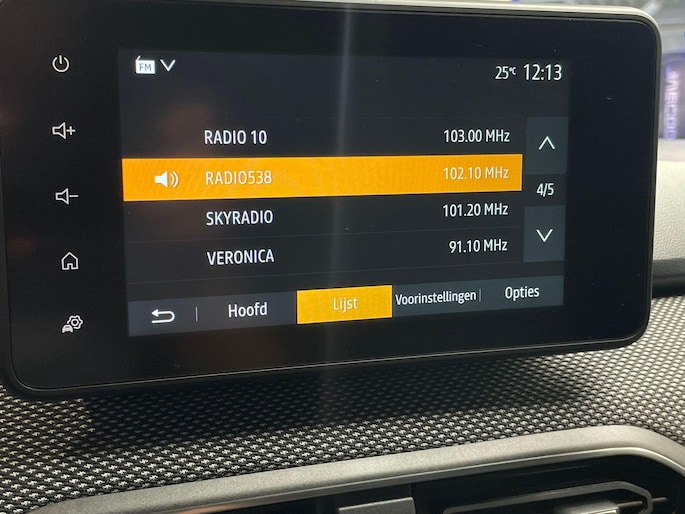 FM
25°C 12:13
RADIO 10 103.00 MHz
RADIO538 102.10 MHz
4/5
SKYRADIO 101.20 MHz
VERONICA 91.10 MHz
Hoofd Lijst Voorinstellingen Opties